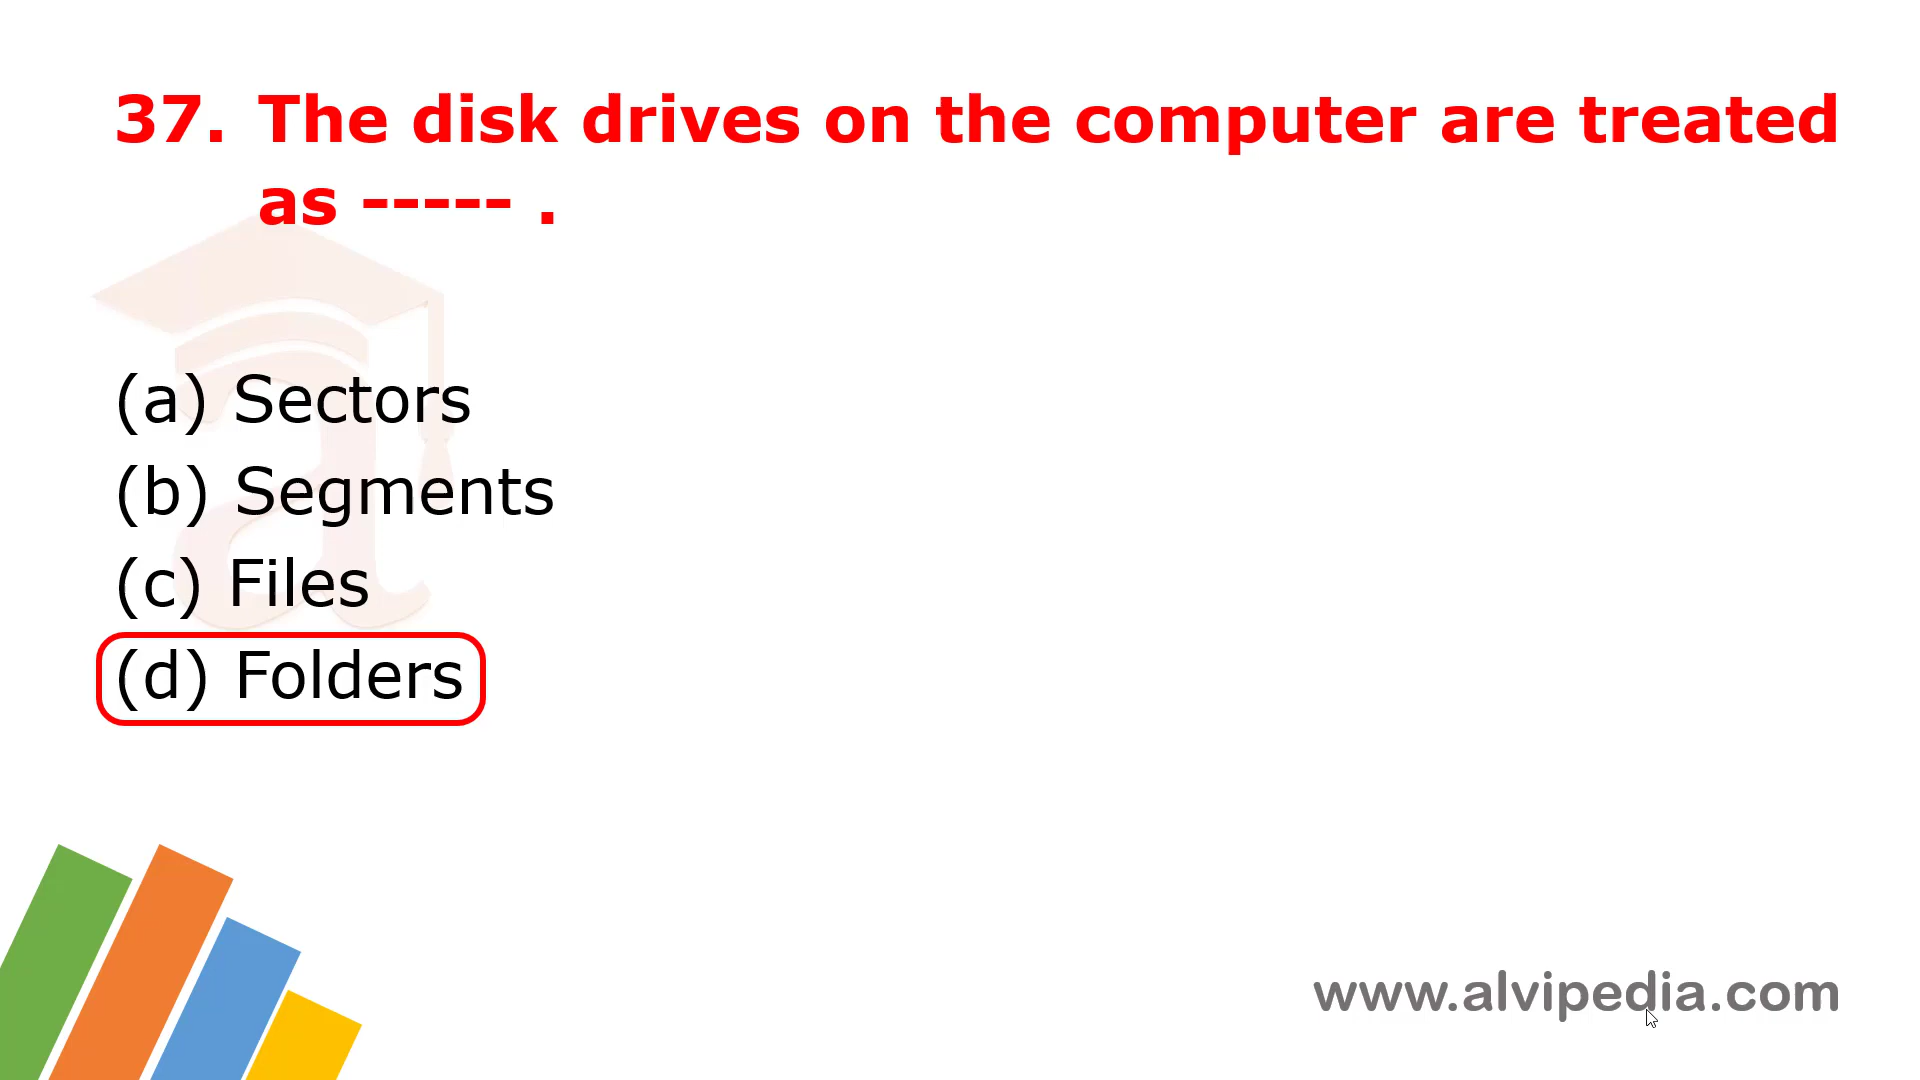 37. The disk drives on the computer are treated
as ----- .
(a) Sectors
(b) Segments
(c) Files
(d) Folders
www.alvipedia.com